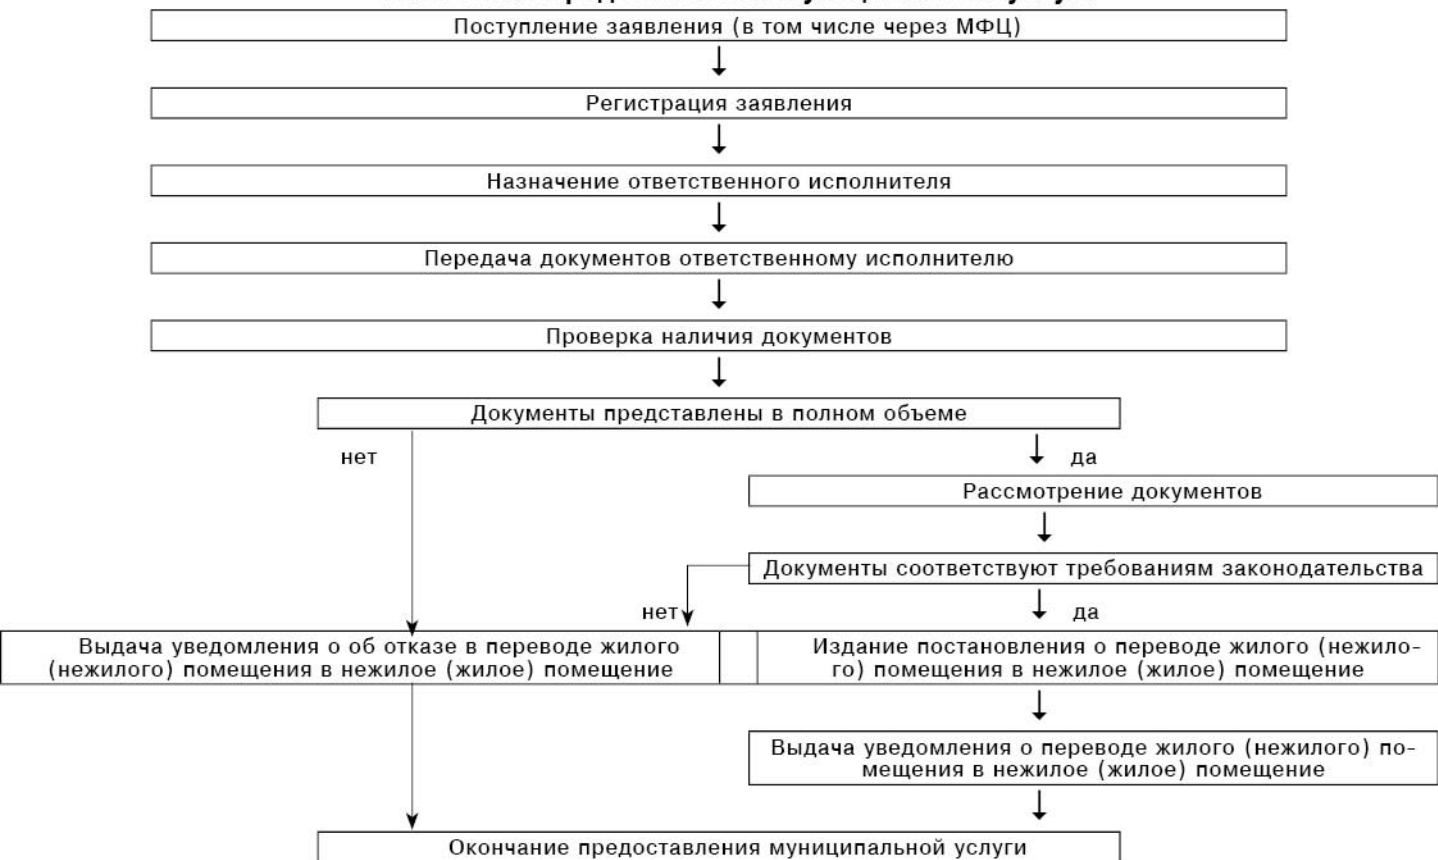 Поступление заявления (в том числе через МФЦ)
Регистрация заявления
Назначение ответственного исполнителя
Передача документов ответственному исполнителю
Проверка наличия документов
Документы представлены в полном объеме
нет
да
Рассмотрение документов
Документы соответствуют требованиям законодательства
нет
да
Выдача уведомления о об отказе в переводе жилого
(нежилого) помещения в нежилое (жилое) помещение
Издание постановления о переводе жилого (нежило-
го) помещения в нежилое (жилое) помещение
Выдача уведомления о переводе жилого (нежилого) по-
мещения в нежилое (жилое) помещение
Окончание предоставления муниципальной услуги